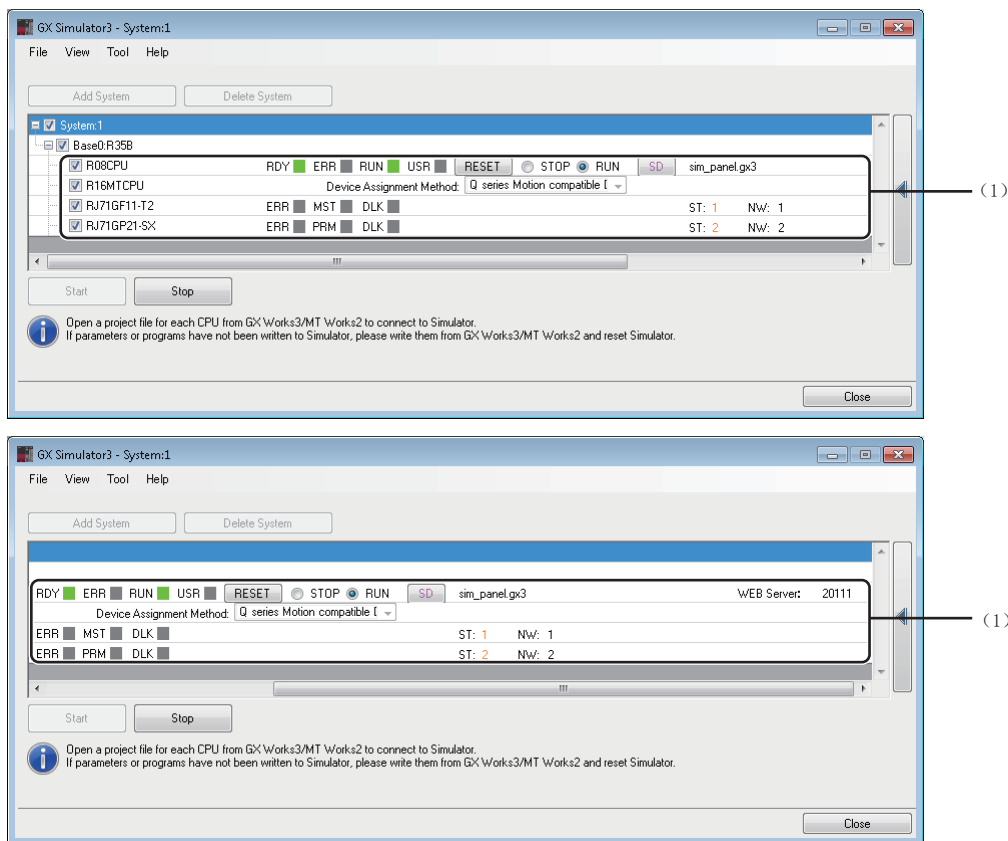 GX Simulator3 - System:1
File View Tool Help
Add System Delete System
System:1
Base0:R35B
R08CPU RDY ERR RUN USR RESET STOP RUN SD sim_panel.gx3
(1)
R16MTCPU Device Assignment Method: Q series Motion compatible [
RJ71GF11-T2 ERR MST DLK ST: 1 NW: 1
RJ71GP21-SX ERR PRM DLK ST: 2 NW: 2
Start Stop
Open a project file for each CPU from GX Works3/MT Works2 to connect to Simulator.
If parameters or programs have not been written to Simulator, please write them from GX Works3/MT Works2 and reset Simulator.
Close
GX Simulator3 - System:1
File View Tool Help
Add System Delete System
RDY ERR RUN USR RESET STOP RUN SD sim_panel.gx3 WEB Server: 20111
Device Assignment Method: Q series Motion compatible [
(1)
ERR MST DLK ST: 1 NW: 1
ERR PRM DLK ST: 2 NW: 2
Start Stop
Open a project file for each CPU from GX Works3/MT Works2 to connect to Simulator.
If parameters or programs have not been written to Simulator, please write them from GX Works3/MT Works2 and reset Simulator.
Close